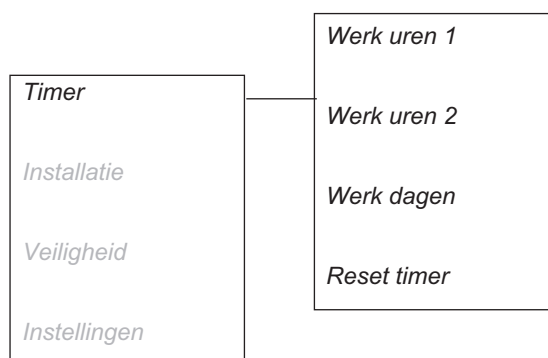 Timer
Installatie
Veiligheid
Instellingen
Werk uren 1
Werk uren 2
Werk dagen
Reset timer